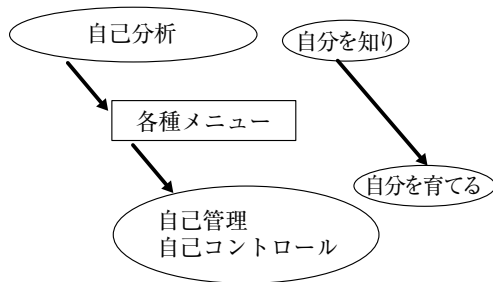 自己分析
自分を知り
各種メニュー
自分を育てる
自己管理
自己コントロール